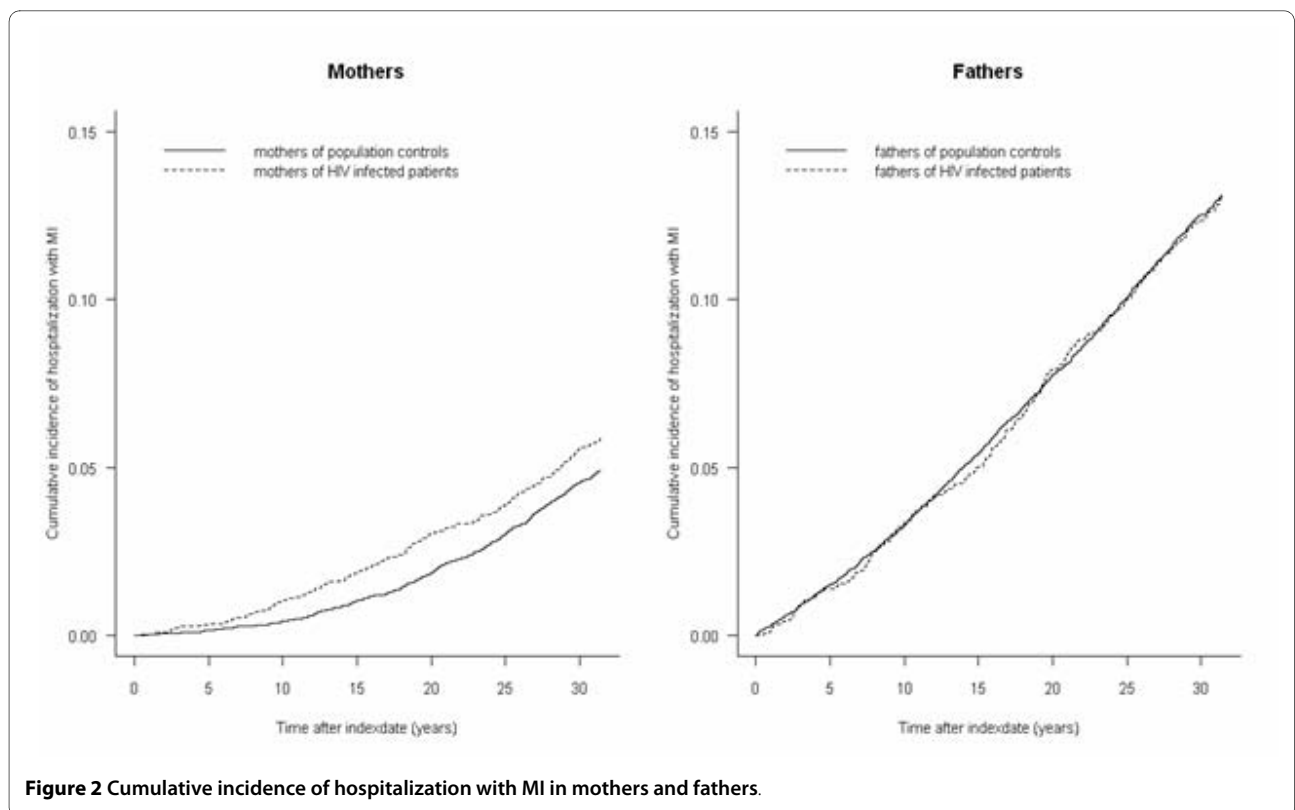 Mothers
Fathers
0.15
mothers of population controls
mothers of HIV infected patients
0.10
0.05
0.00
Cumulative incidence of hospitalization with MI
0 5 10 15 20 25 30
Time after indexdate (years)
0.15
fathers of population controls
fathers of HIV infected patients
0.10
0.05
0.00
Cumulative incidence of hospitalization with MI
0 5 10 15 20 25 30
Time after indexdate (years)
Figure 2 Cumulative incidence of hospitalization with MI in mothers and fathers.